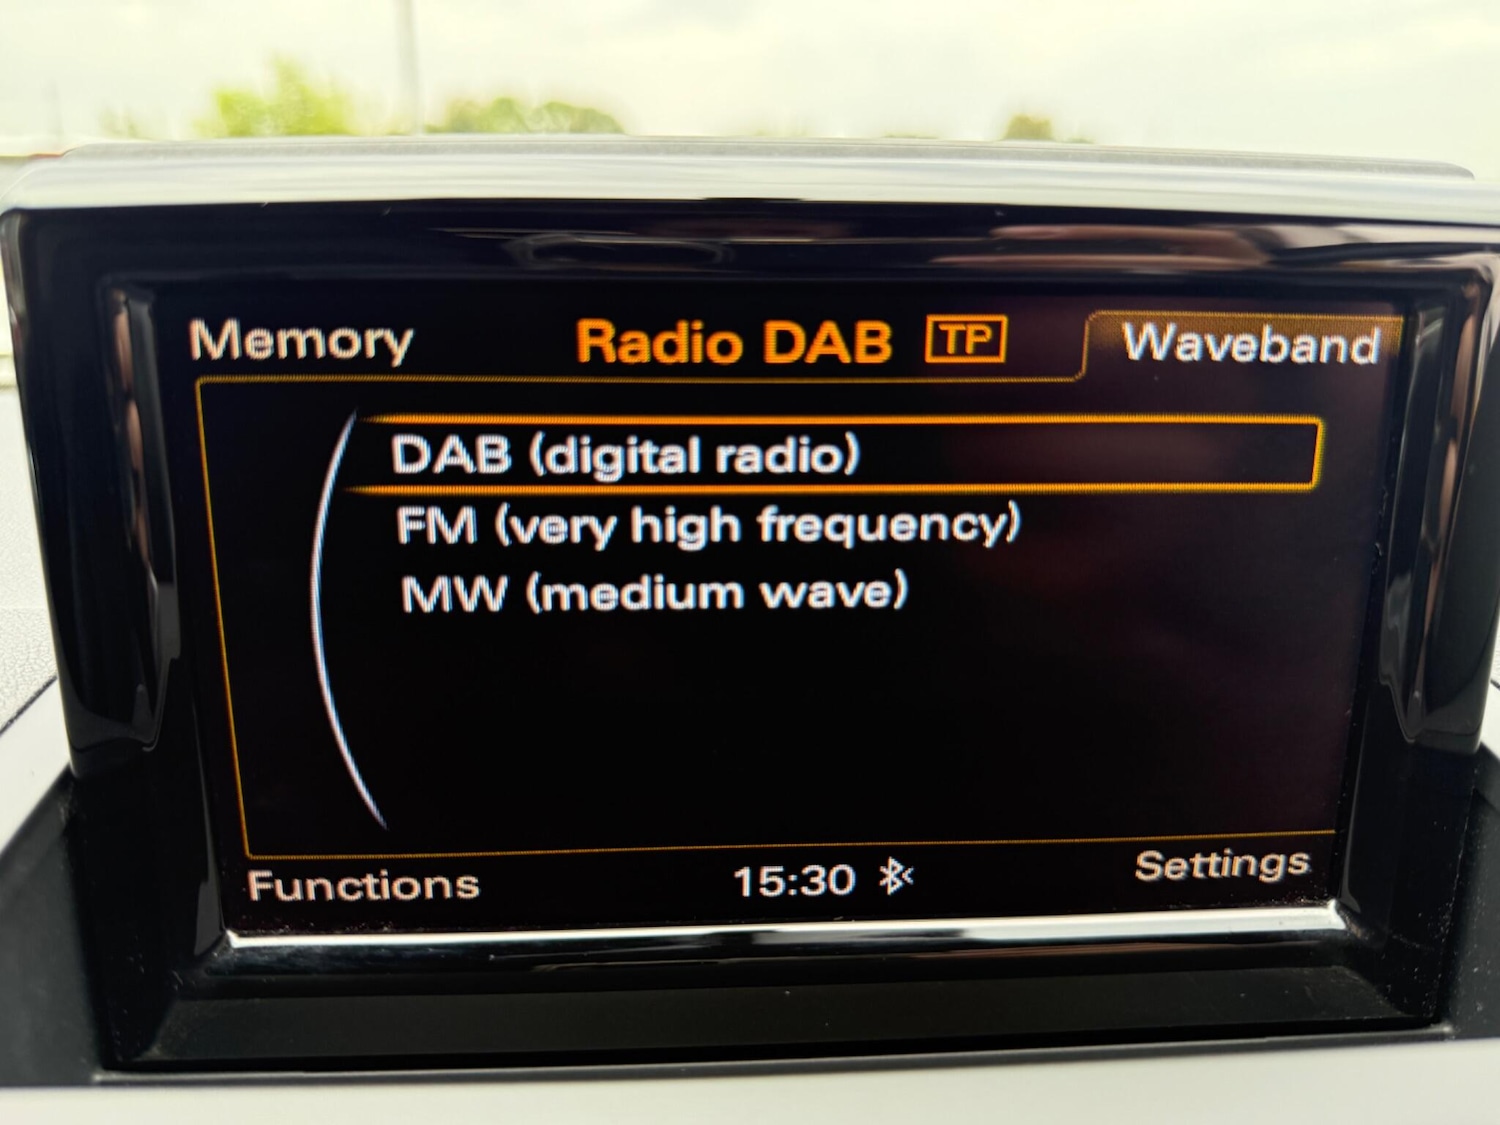 Memory Radio DAB TP Waveband
DAB (digital radio)
FM (very high frequency)
MW (medium wave)
Functions 15:30 Settings